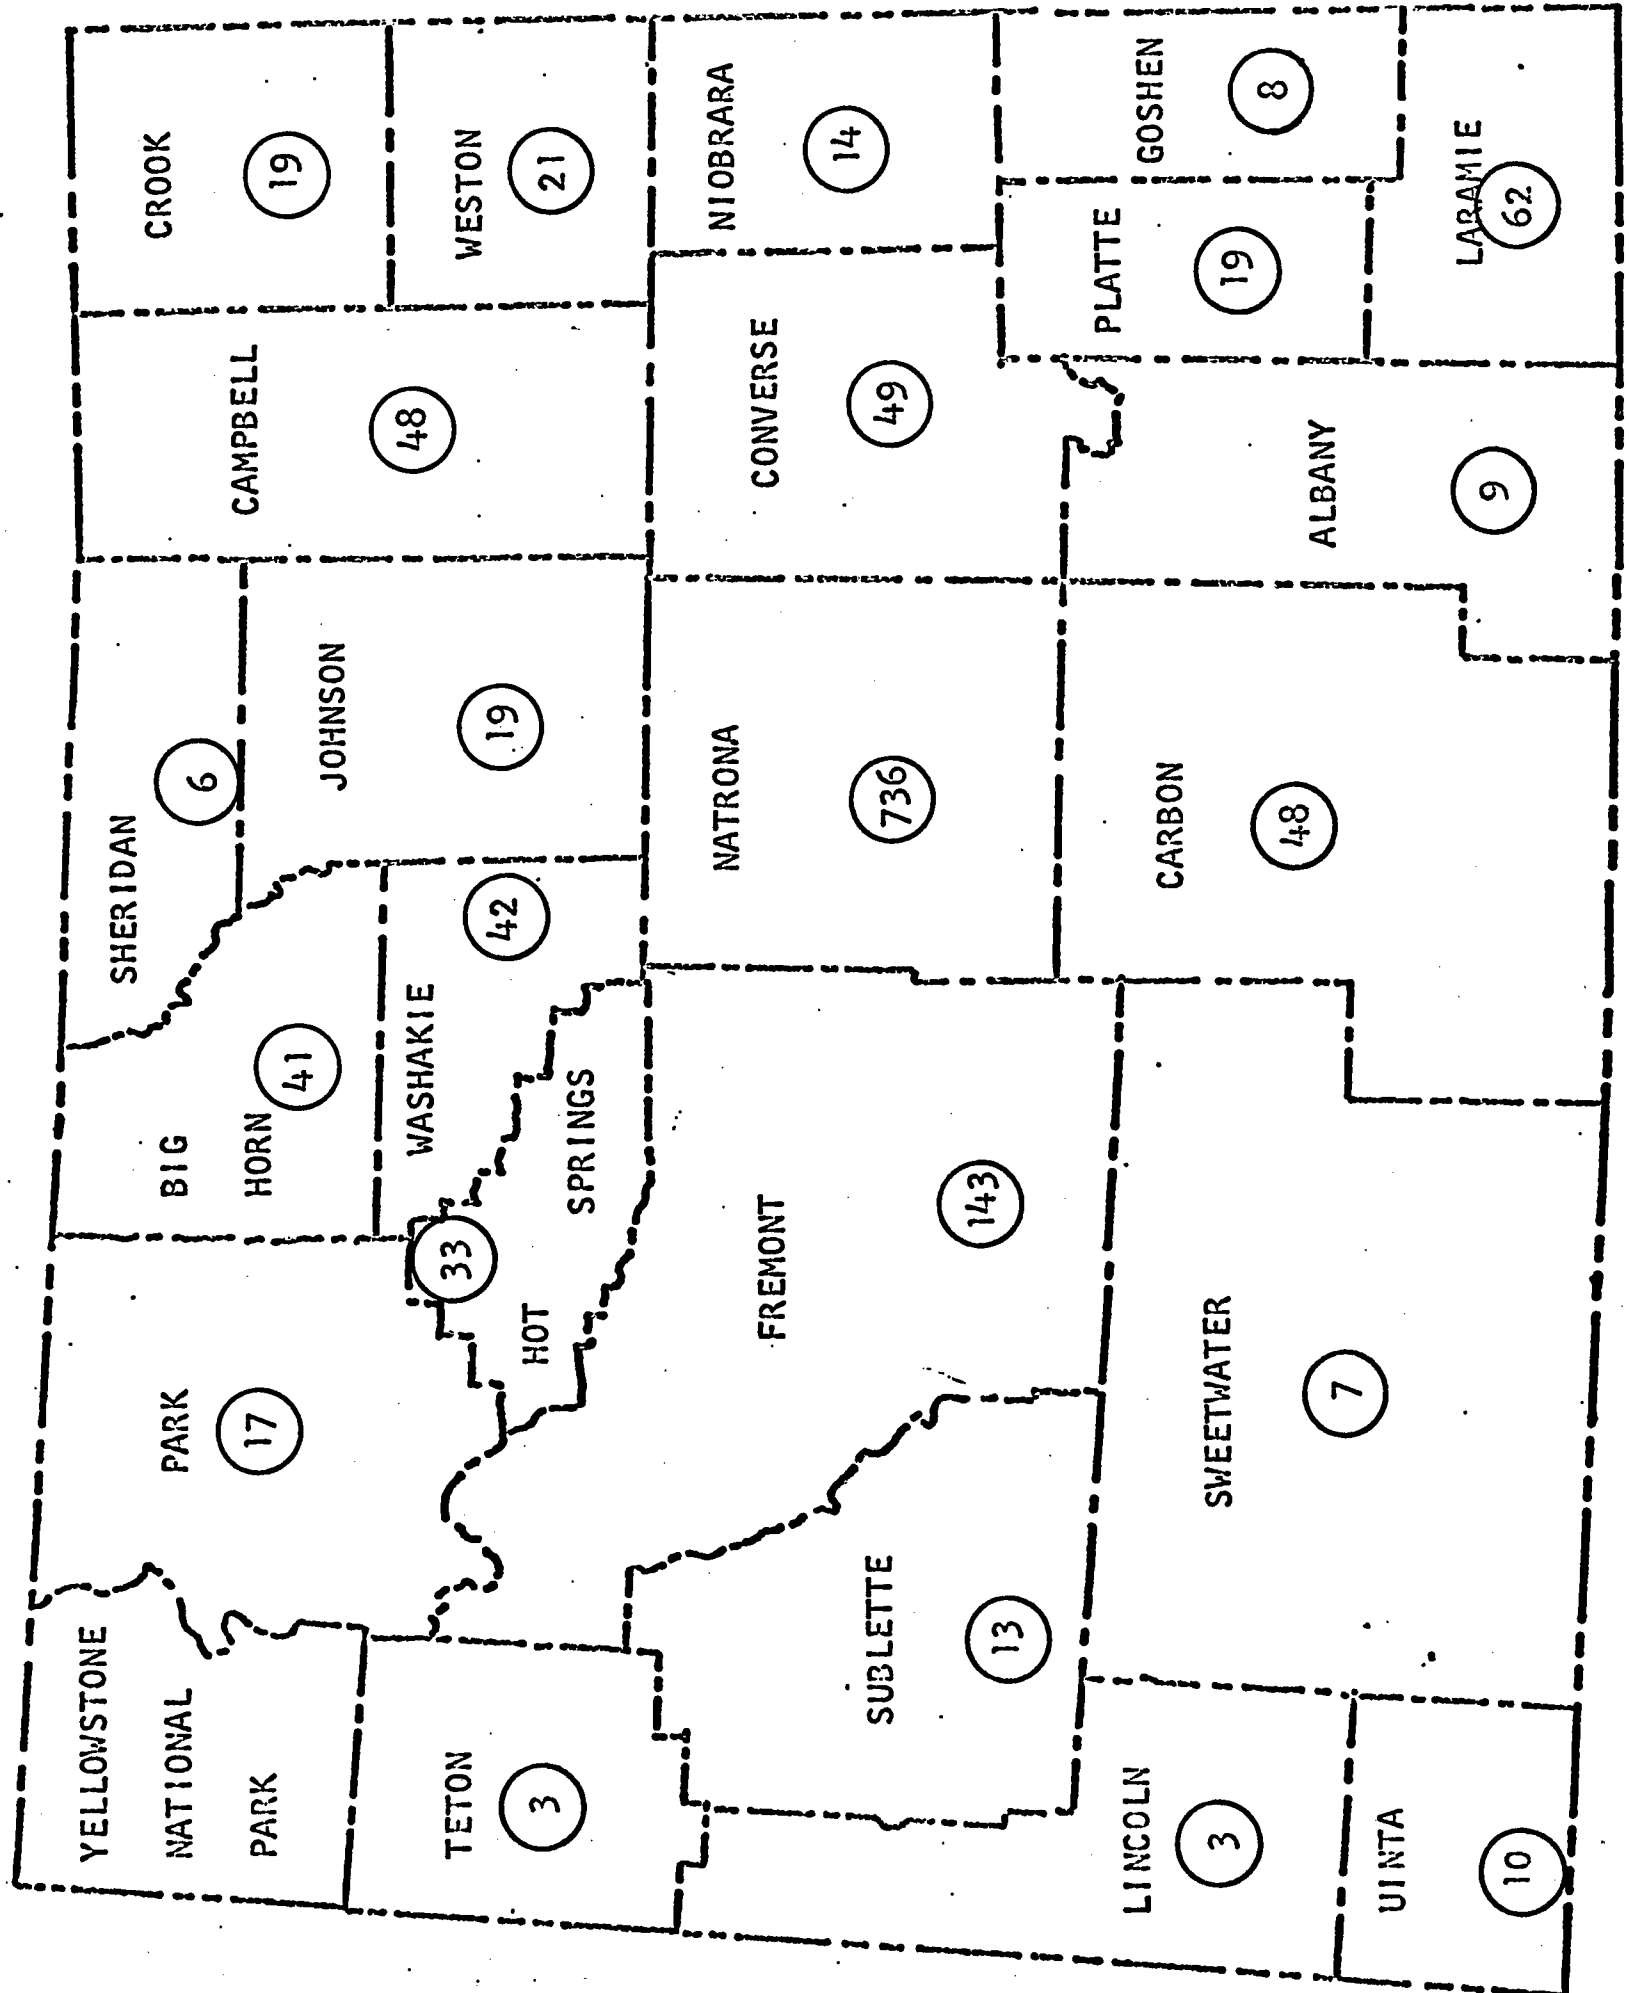 YELLOWSTONE
NATIONAL
PARK
PARK
17
BIG
HORN
41
SHERIDAN
6
JOHNSON
19
CAMPBELL
48
CROOK
19
WESTON
21
TETON
3
HOT
SPRINGS
33
WASHAKIE
42
SUBLETTE
13
FREMONT
143
NATRONA
736
CONVERSE
49
NIOBRARA
14
LINCOLN
3
UINTA
10
SWEETWATER
7
CARBON
48
ALBANY
9
PLATTE
19
GOSHEN
8
LARAMIE
62